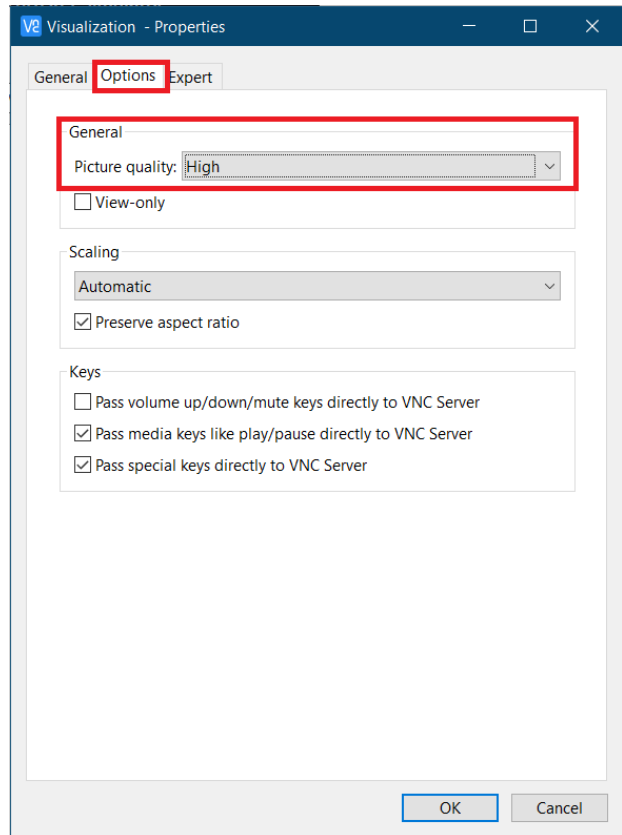 Visualization - Properties
General Options Expert
General
Picture quality: High
View-only
Scaling
Automatic
Preserve aspect ratio
Keys
Pass volume up/down/mute keys directly to VNC Server
Pass media keys like play/pause directly to VNC Server
Pass special keys directly to VNC Server
OK Cancel